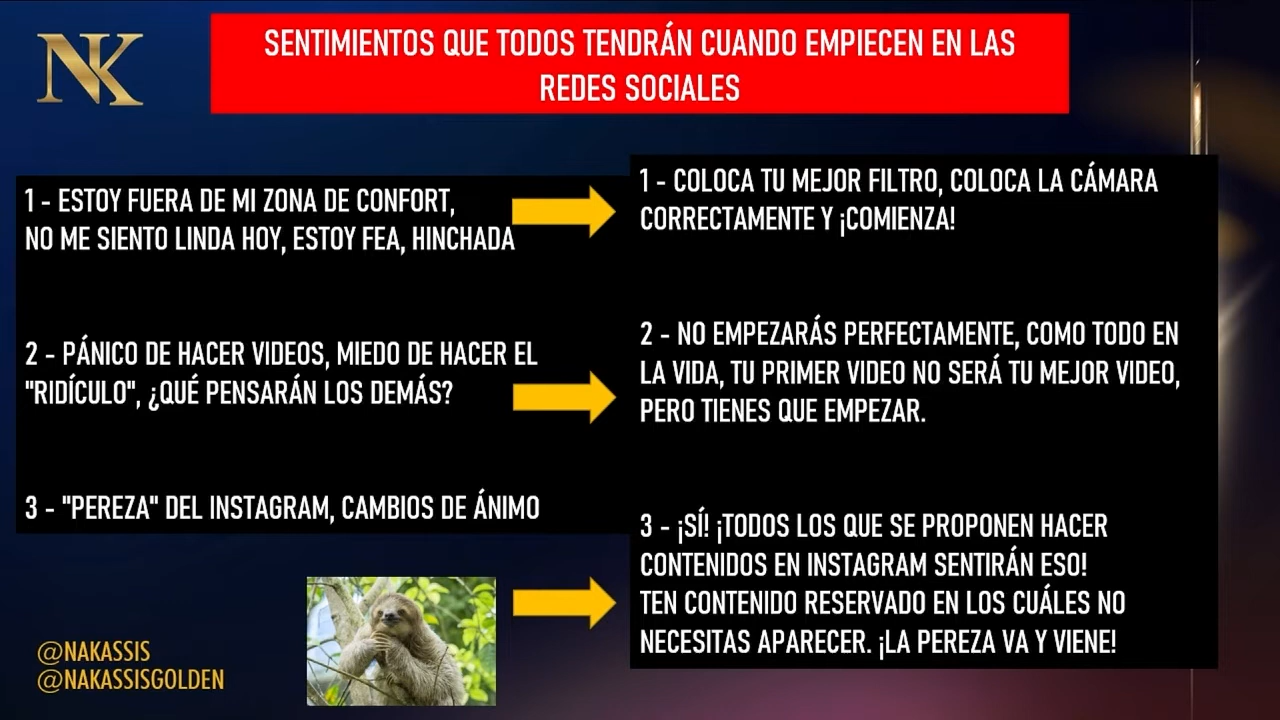 NK
SENTIMIENTOS QUE TODOS TENDRÁN CUANDO EMPIECEN EN LAS
REDES SOCIALES
1 - ESTOY FUERA DE MI ZONA DE CONFORT,
NO ME SIENTO LINDA HOY, ESTOY FEA, HINCHADA
1 - COLOCA TU MEJOR FILTRO, COLOCA LA CÁMARA
CORRECTAMENTE Y ¡COMIENZA!
2 - PÁNICO DE HACER VIDEOS, MIEDO DE HACER EL
"RIDÍCULO", ¿QUÉ PENSARÁN LOS DEMÁS?
2 - NO EMPEZARÁS PERFECTAMENTE, COMO TODO EN
LA VIDA, TU PRIMER VIDEO NO SERÁ TU MEJOR VIDEO,
PERO TIENES QUE EMPEZAR.
3 - "PEREZA" DEL INSTAGRAM, CAMBIOS DE ÁNIMO
3 - ¡SÍ! ¡TODOS LOS QUE SE PROPONEN HACER
CONTENIDOS EN INSTAGRAM SENTIRÁN ESO!
TEN CONTENIDO RESERVADO EN LOS CUÁLES NO
NECESITAS APARECER. ¡LA PEREZA VA Y VIENE!
@NAKASSIS
@NAKASSISGOLDEN